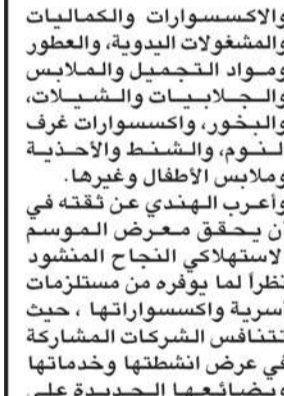 والاكسسوارات والكماليات
والمشغولات اليدوية، والعطور
ومواد التجميل والملابس
والجلابيات والشيلات،
والبخور، واكسسوارات غرف
النوم، والشنط والأحذية
وملابس الأطفال وغيرها.
وأعرب الهندي عن ثقته في
أن يحقق معرض الموسم
الاستهلاكي النجاح المنشود
نظراً لما يوفره من مستلزمات
أسرية واكسسواراتها ، حيث
تتنافس الشركات المشاركة
في عرض انشطتها وخدماتها
وبضائعها الجديدة على